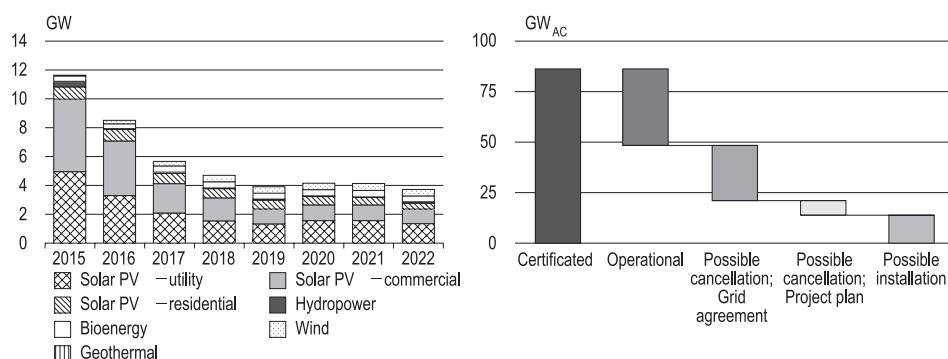 GW
14
12
10
8
6
4
2
0
2015 2016 2017 2018 2019 2020 2021 2022
Solar PV –utility
Solar PV –commercial
Solar PV –residential
Hydropower
Bioenergy
Wind
Geothermal
GWAC
100
75
50
25
0
Certificated
Operational
Possible
cancellation;
Grid
agreement
Possible
cancellation;
Project plan
Possible
installation